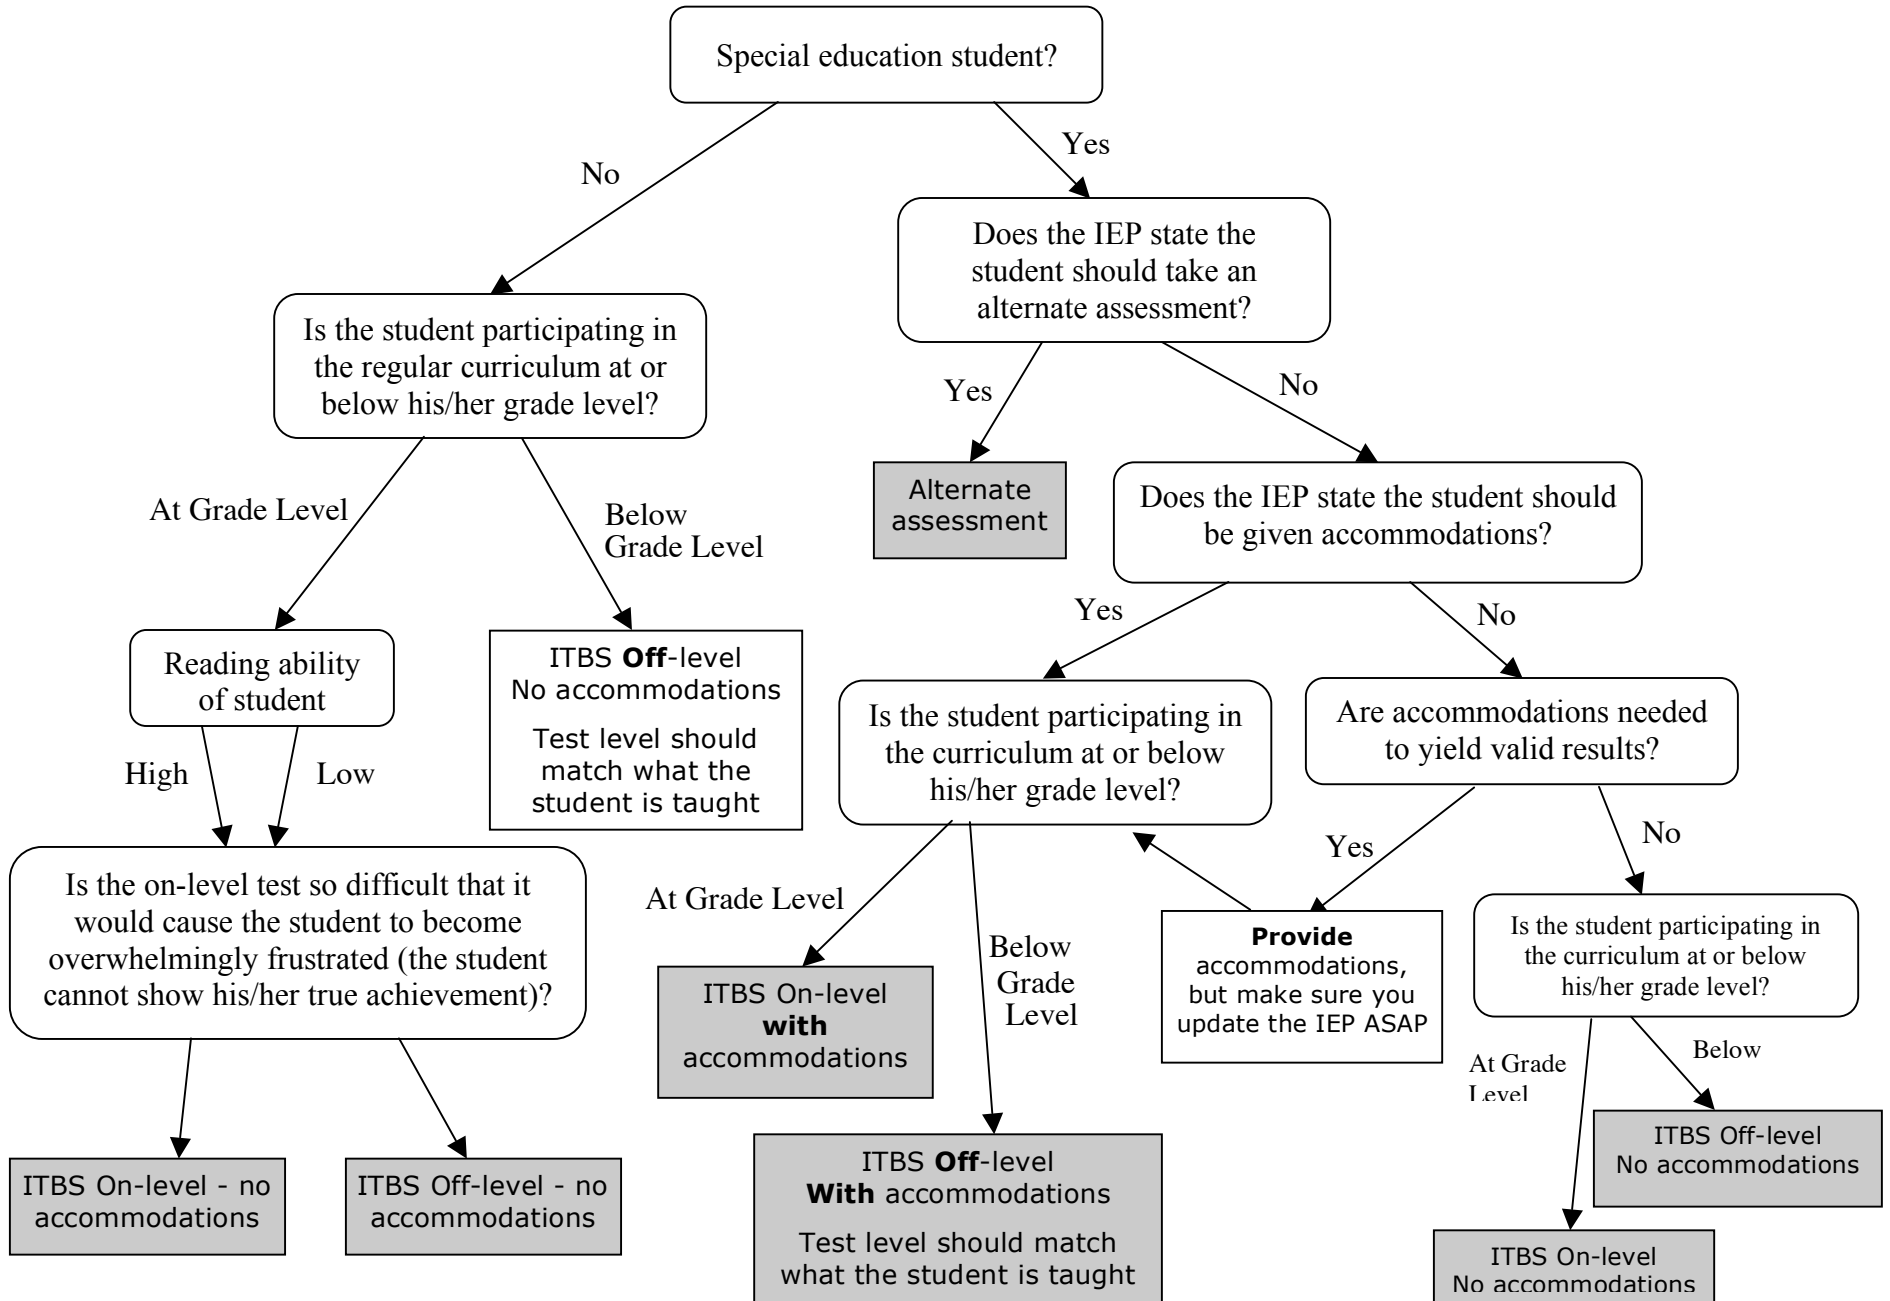 Special education student?
No
Yes
Does the IEP state the
student should take an
alternate assessment?
Is the student participating in
the regular curriculum at or
below his/her grade level?
Yes
No
At Grade Level
Below
Grade Level
Alternate
assessment
Does the IEP state the student should
be given accommodations?
Yes
No
Reading ability
of student
ITBS Off-level
No accommodations
Test level should
match what the
student is taught
High
Low
Is the student participating in
the curriculum at or below
his/her grade level?
Are accommodations needed
to yield valid results?
Yes
No
Is the on-level test so difficult that it
would cause the student to become
overwhelmingly frustrated (the student
cannot show his/her true achievement)?
At Grade Level
Below
Grade
Level
Provide
accommodations,
but make sure you
update the IEP ASAP
Is the student participating in
the curriculum at or below
his/her grade level?
ITBS On-level
with
accommodations
At Grade
Level
Below
ITBS On-level - no
accommodations
ITBS Off-level - no
accommodations
ITBS Off-level
With accommodations
Test level should match
what the student is taught
ITBS Off-level
No accommodations
ITBS On-level
No accommodations